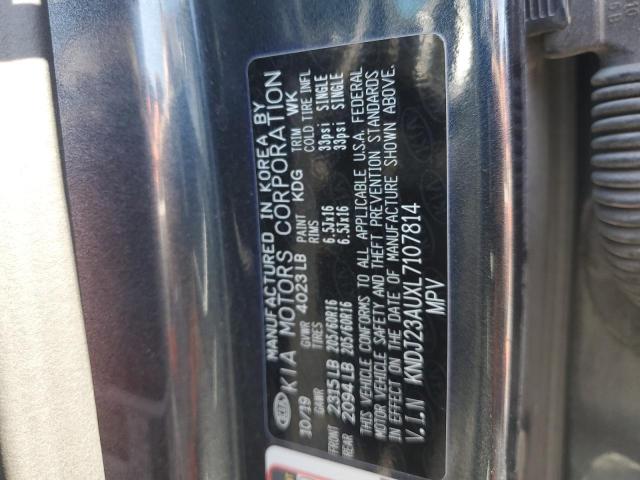 MANUFACTURED IN KOREA BY
KIA KIA MOTORS CORPORATION
10/19 GVWR 4023 LB PAINT KDG TRIM WK
GAWR TIRES RIMS COLD TIRE INFL
FRONT 2315 LB 205/60R16 6.5Jx16 33psi SINGLE
REAR 2094 LB 205/60R16 6.5Jx16 33psi SINGLE
THIS VEHICLE CONFORMS TO ALL APPLICABLE U.S.A. FEDERAL
MOTOR VEHICLE SAFETY AND THEFT PREVENTION STANDARDS
IN EFFECT ON THE DATE OF MANUFACTURE SHOWN ABOVE.
V.I.N KNDJ23AUXL7107814
MPV